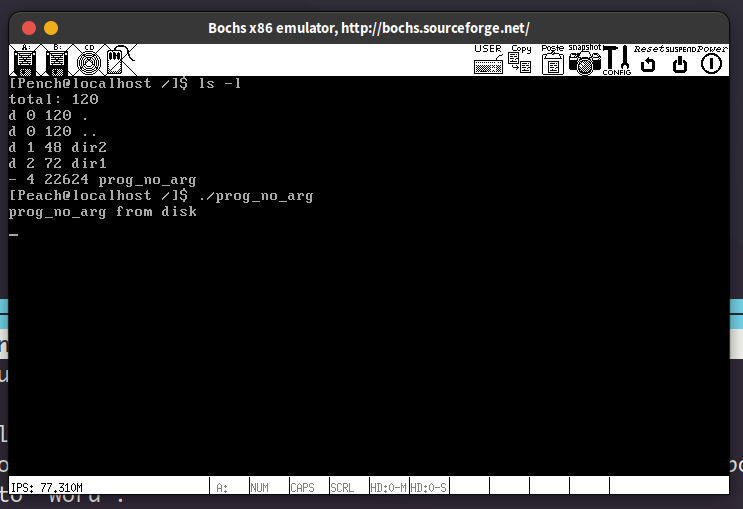 Bochs x86 emulator, http://bochs.sourceforge.net/
A: B: CD USER Copy Paste Snapshot CONFIG Reset SUSPEND Power
[Peach@localhost /]$ ls -l
total: 120
d 0 120 .
d 0 120 ..
d 1 48 dir2
d 2 72 dir1
- 4 22624 prog_no_arg
[Peach@localhost /]$ ./prog_no_arg
prog_no_arg from disk
_
IPS: 77.310M A: NUM CAPS SCRL HD:0-M HD:0-S